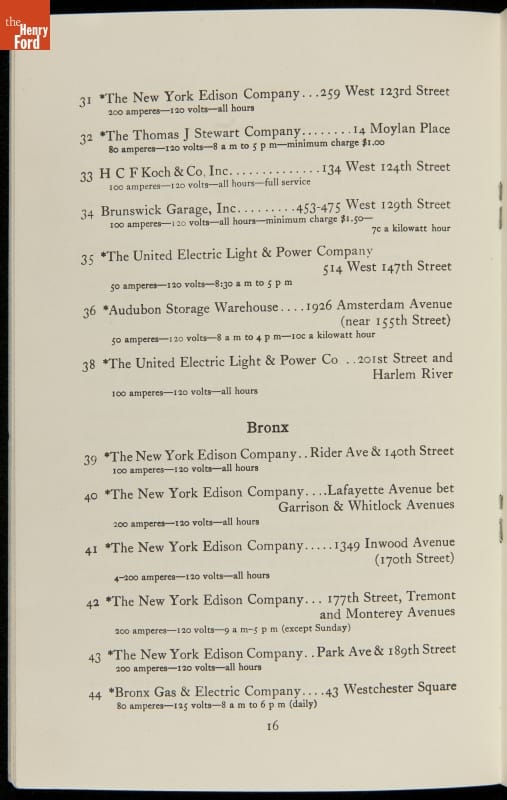 the
Henry
Ford
31 *The New York Edison Company...259 West 123rd Street
200 amperes—120 volts—all hours
32 *The Thomas J Stewart Company........14 Moylan Place
80 amperes—120 volts—8 a m to 5 p m—minimum charge $1.00
33 H C F Koch & Co, Inc..............134 West 124th Street
100 amperes—120 volts—all hours—full service
34 Brunswick Garage, Inc.........453-475 West 129th Street
100 amperes—120 volts—all hours—minimum charge $1.50—
7c a kilowatt hour
35 *The United Electric Light & Power Company
514 West 147th Street
50 amperes—120 volts—8:30 a m to 5 p m
36 *Audubon Storage Warehouse....1926 Amsterdam Avenue
(near 155th Street)
50 amperes—120 volts—8 a m to 4 p m—10c a kilowatt hour
38 *The United Electric Light & Power Co ..201st Street and
Harlem River
100 amperes—120 volts—all hours
Bronx
39 *The New York Edison Company..Rider Ave & 140th Street
100 amperes—120 volts—all hours
40 *The New York Edison Company....Lafayette Avenue bet
Garrison & Whitlock Avenues
200 amperes—120 volts—all hours
41 *The New York Edison Company.....1349 Inwood Avenue
(170th Street)
4-200 amperes—120 volts—all hours
42 *The New York Edison Company... 177th Street, Tremont
and Monterey Avenues
200 amperes—120 volts—9 a m-5 p m (except Sunday)
43 *The New York Edison Company..Park Ave & 189th Street
200 amperes—120 volts—all hours
44 *Bronx Gas & Electric Company....43 Westchester Square
80 amperes—125 volts—8 a m to 6 p m (daily)
16